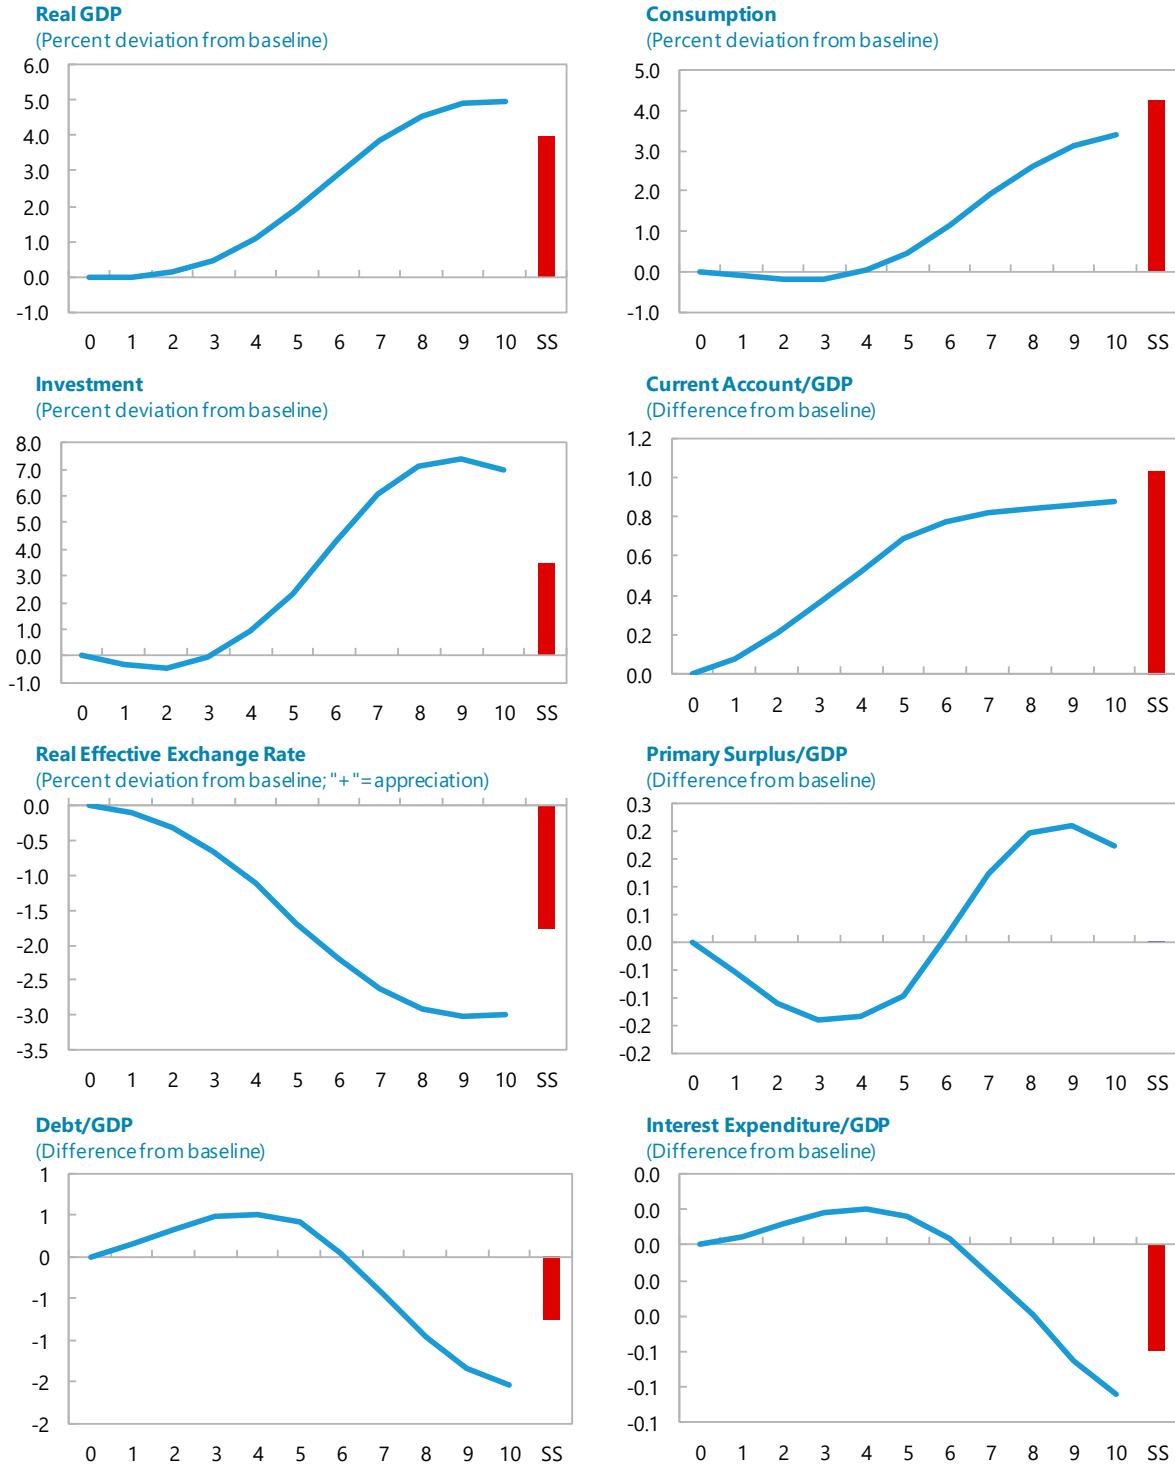 Real GDP
(Percent deviation from baseline)
6.0
5.0
4.0
3.0
2.0
1.0
0.0
-1.0
0 1 2 3 4 5 6 7 8 9 10 SS
Consumption
(Percent deviation from baseline)
5.0
4.0
3.0
2.0
1.0
0.0
-1.0
0 1 2 3 4 5 6 7 8 9 10 SS
Investment
(Percent deviation from baseline)
8.0
7.0
6.0
5.0
4.0
3.0
2.0
1.0
0.0
-1.0
0 1 2 3 4 5 6 7 8 9 10 SS
Current Account/GDP
(Difference from baseline)
1.2
1.0
0.8
0.6
0.4
0.2
0.0
0 1 2 3 4 5 6 7 8 9 10 SS
Real Effective Exchange Rate
(Percent deviation from baseline; "+"=appreciation)
0.0
-0.5
-1.0
-1.5
-2.0
-2.5
-3.0
-3.5
0 1 2 3 4 5 6 7 8 9 10 SS
Primary Surplus/GDP
(Difference from baseline)
0.3
0.2
0.2
0.1
0.1
0.0
-0.1
-0.1
-0.2
-0.2
0 1 2 3 4 5 6 7 8 9 10 SS
Debt/GDP
(Difference from baseline)
1
1
0
-1
-1
-2
-2
0 1 2 3 4 5 6 7 8 9 10 SS
Interest Expenditure/GDP
(Difference from baseline)
0.0
0.0
0.0
0.0
0.0
-0.1
-0.1
-0.1
0 1 2 3 4 5 6 7 8 9 10 SS